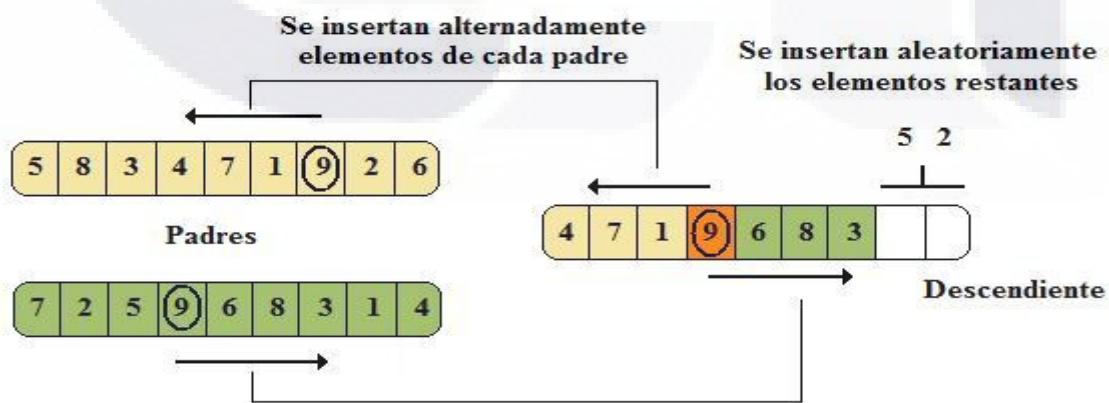 Se insertan alternadamente
elementos de cada padre
Se insertan aleatoriamente
los elementos restantes
5 2
5 8 3 4 7 1 9 2 6
4 7 1 9 6 8 3
Padres
Descendiente
7 2 5 9 6 8 3 1 4